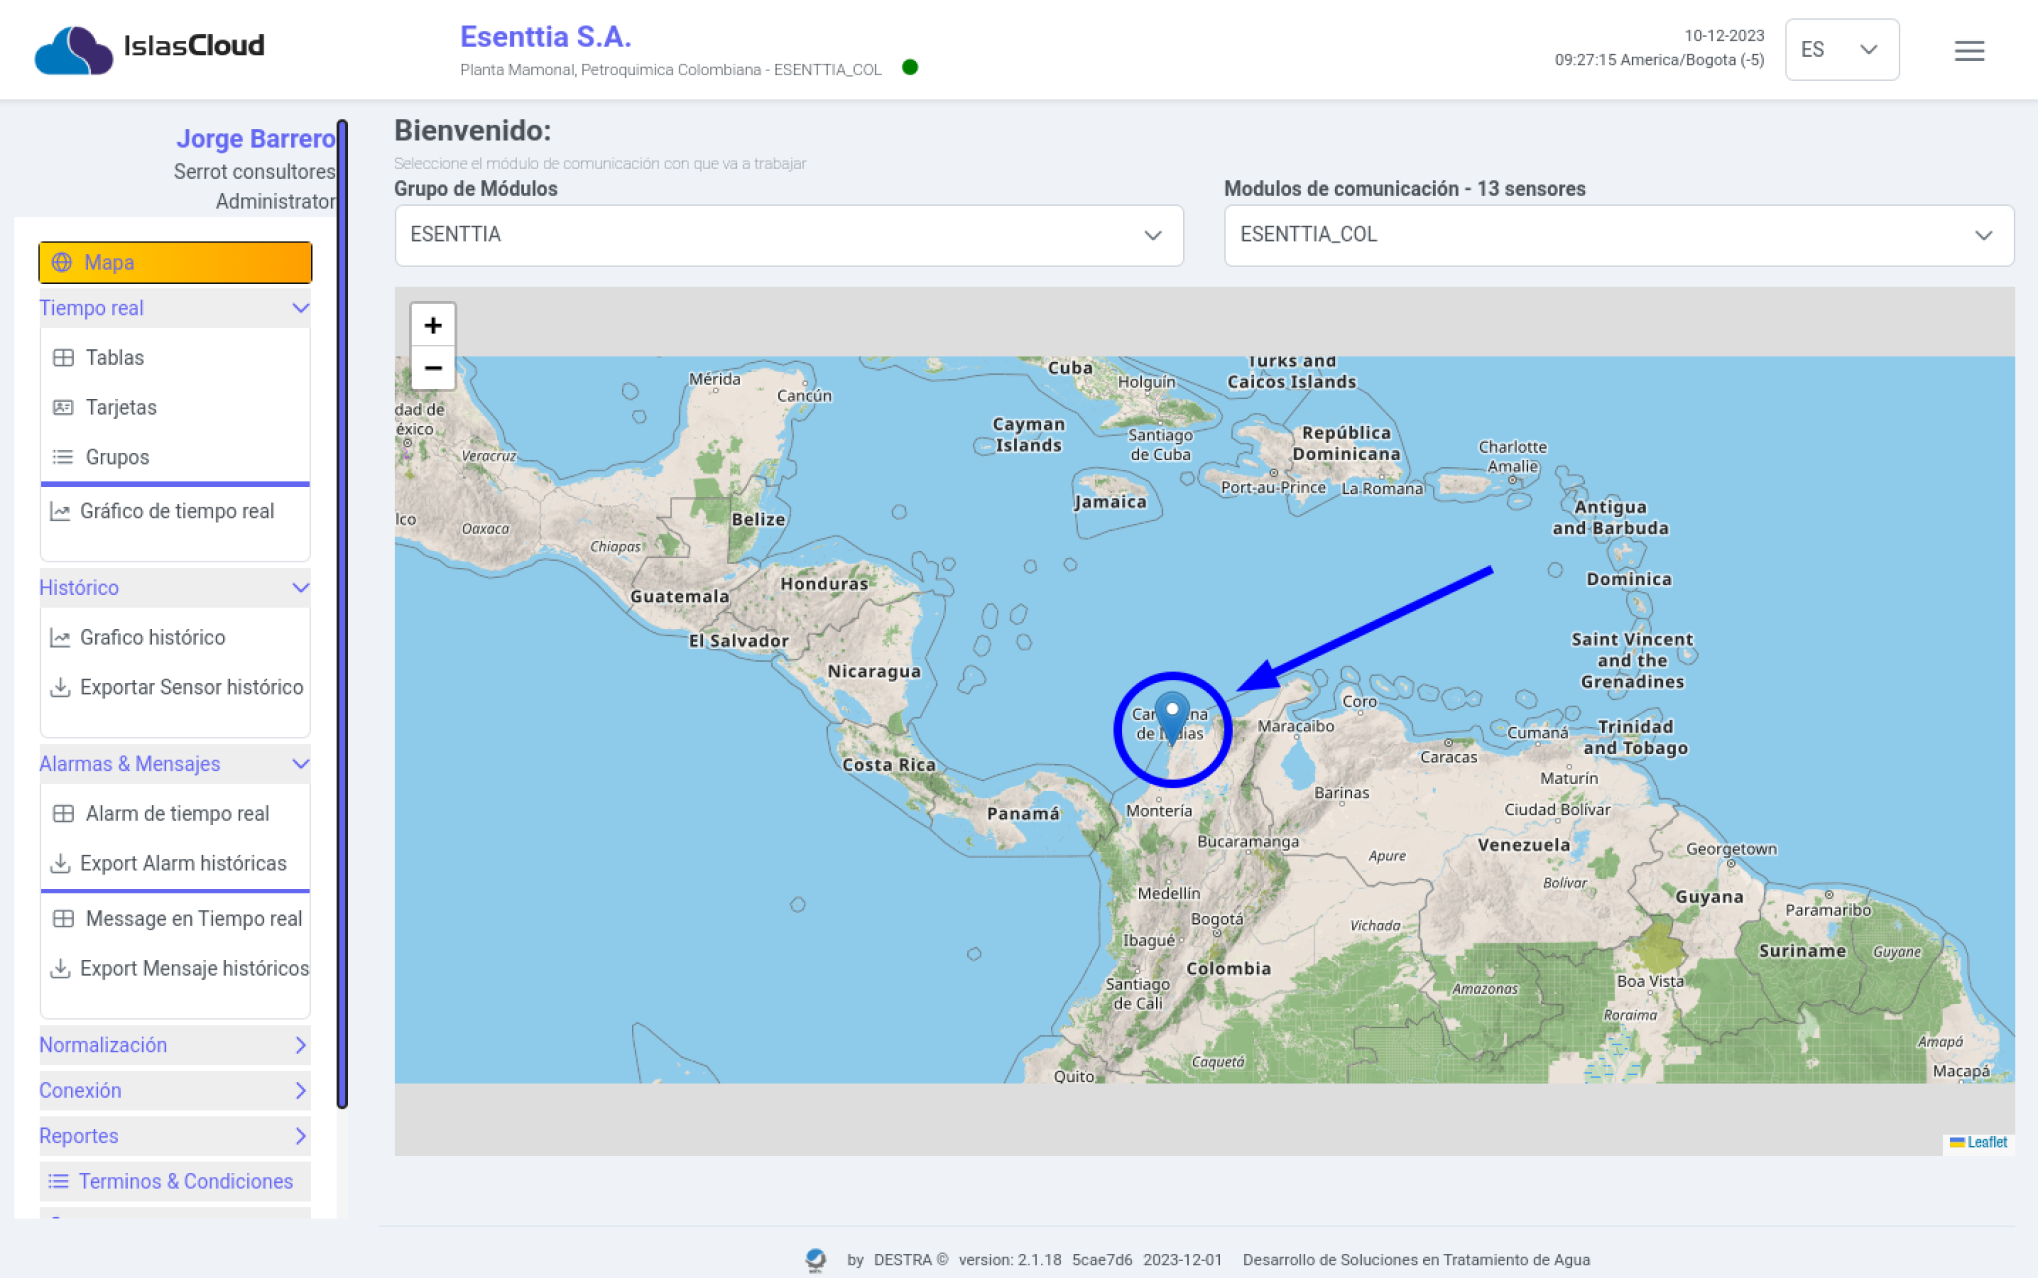 IslasCloud
Esenttia S.A.
Planta Mamonal, Petroquimica Colombiana - ESENTTIA_COL
10-12-2023
09:27:15 America/Bogota (-5)
ES
Jorge Barrero
Serrot consultores
Administrator
Mapa
Tiempo real
Tablas
Tarjetas
Grupos
Gráfico de tiempo real
Histórico
Grafico histórico
Exportar Sensor histórico
Alarmas & Mensajes
Alarm de tiempo real
Export Alarm históricas
Message en Tiempo real
Export Mensaje históricos
Normalización
Conexión
Reportes
Terminos & Condiciones
Bienvenido:
Seleccione el módulo de comunicación con que va a trabajar
Grupo de Módulos
ESENTTIA
Modulos de comunicación - 13 sensores
ESENTTIA_COL
+
−
Mérida
Cancún
Cuba
Holguín
Turks and
Caicos Islands
dad de
éxico
Veracruz
Cayman
Islands
Santiago
de Cuba
República
Dominicana
Charlotte
Amalie
Port-au-Prince
La Romana
Jamaica
Antigua
and Barbuda
lco
Oaxaca
Belize
Chiapas
Guatemala
Honduras
El Salvador
Dominica
Nicaragua
Saint Vincent
and the
Grenadines
Coro
Maracaibo
Cumaná
Trinidad
and Tobago
Costa Rica
Caracas
Maturín
Panamá
Montería
Barinas
Ciudad Bolívar
Bucaramanga
Apure
Venezuela
Georgetown
Medellín
Bolívar
Guyana
Bogotá
Vichada
Paramaribo
Ibagué
Colombia
Suriname
Guyane
Santiago
de Cali
Amazonas
Boa Vista
Roraima
Caquetá
Amapá
Quito
Macapá
Leaflet
by DESTRA © version: 2.1.18 5cae7d6 2023-12-01 Desarrollo de Soluciones en Tratamiento de Agua